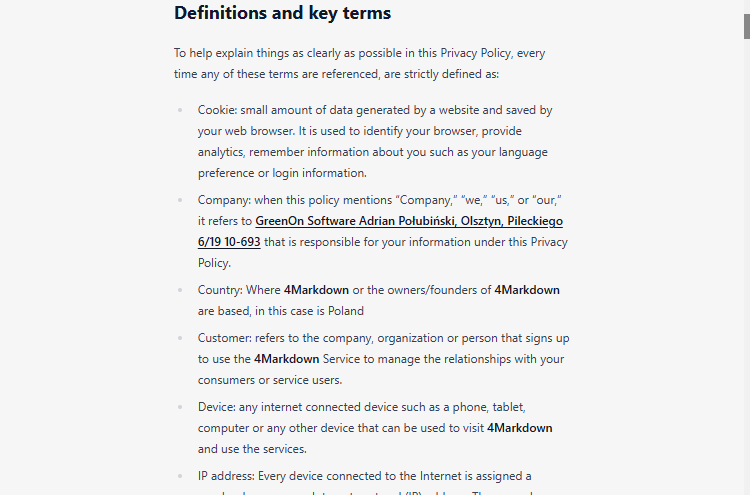 Definitions and key terms
To help explain things as clearly as possible in this Privacy Policy, every
time any of these terms are referenced, are strictly defined as:
Cookie: small amount of data generated by a website and saved by
your web browser. It is used to identify your browser, provide
analytics, remember information about you such as your language
preference or login information.
Company: when this policy mentions “Company,” “we,” “us,” or “our,”
it refers to GreenOn Software Adrian Połubiński, Olsztyn, Pileckiego
6/19 10-693 that is responsible for your information under this Privacy
Policy.
Country: Where 4Markdown or the owners/founders of 4Markdown
are based, in this case is Poland
Customer: refers to the company, organization or person that signs up
to use the 4Markdown Service to manage the relationships with your
consumers or service users.
Device: any internet connected device such as a phone, tablet,
computer or any other device that can be used to visit 4Markdown
and use the services.
IP address: Every device connected to the Internet is assigned a